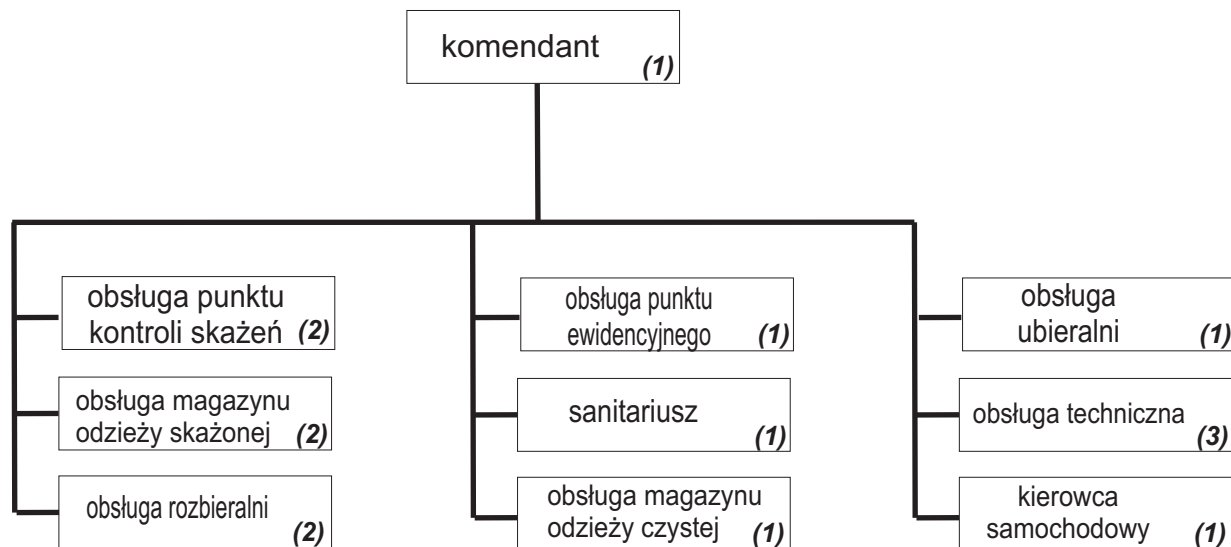 komendant
(1)
obsługa punktu
kontroli skażeń (2)
obsługa magazynu
odzieży skażonej (2)
obsługa rozbieralni
(2)
obsługa punktu
ewidencyjnego (1)
sanitariusz
(1)
obsługa magazynu
odzieży czystej (1)
obsługa
ubieralni (1)
obsługa techniczna
(3)
kierowca
samochodowy (1)